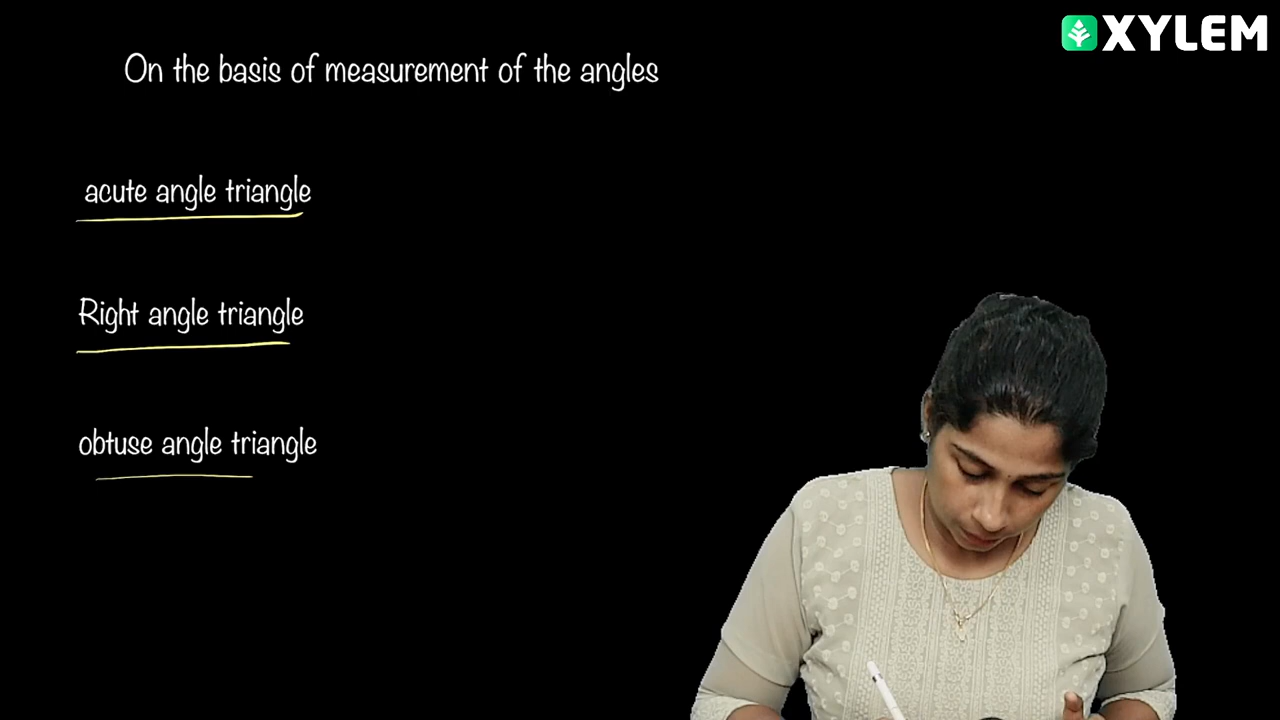 XYLEM
On the basis of measurement of the angles
acute angle triangle
Right angle triangle
obtuse angle triangle